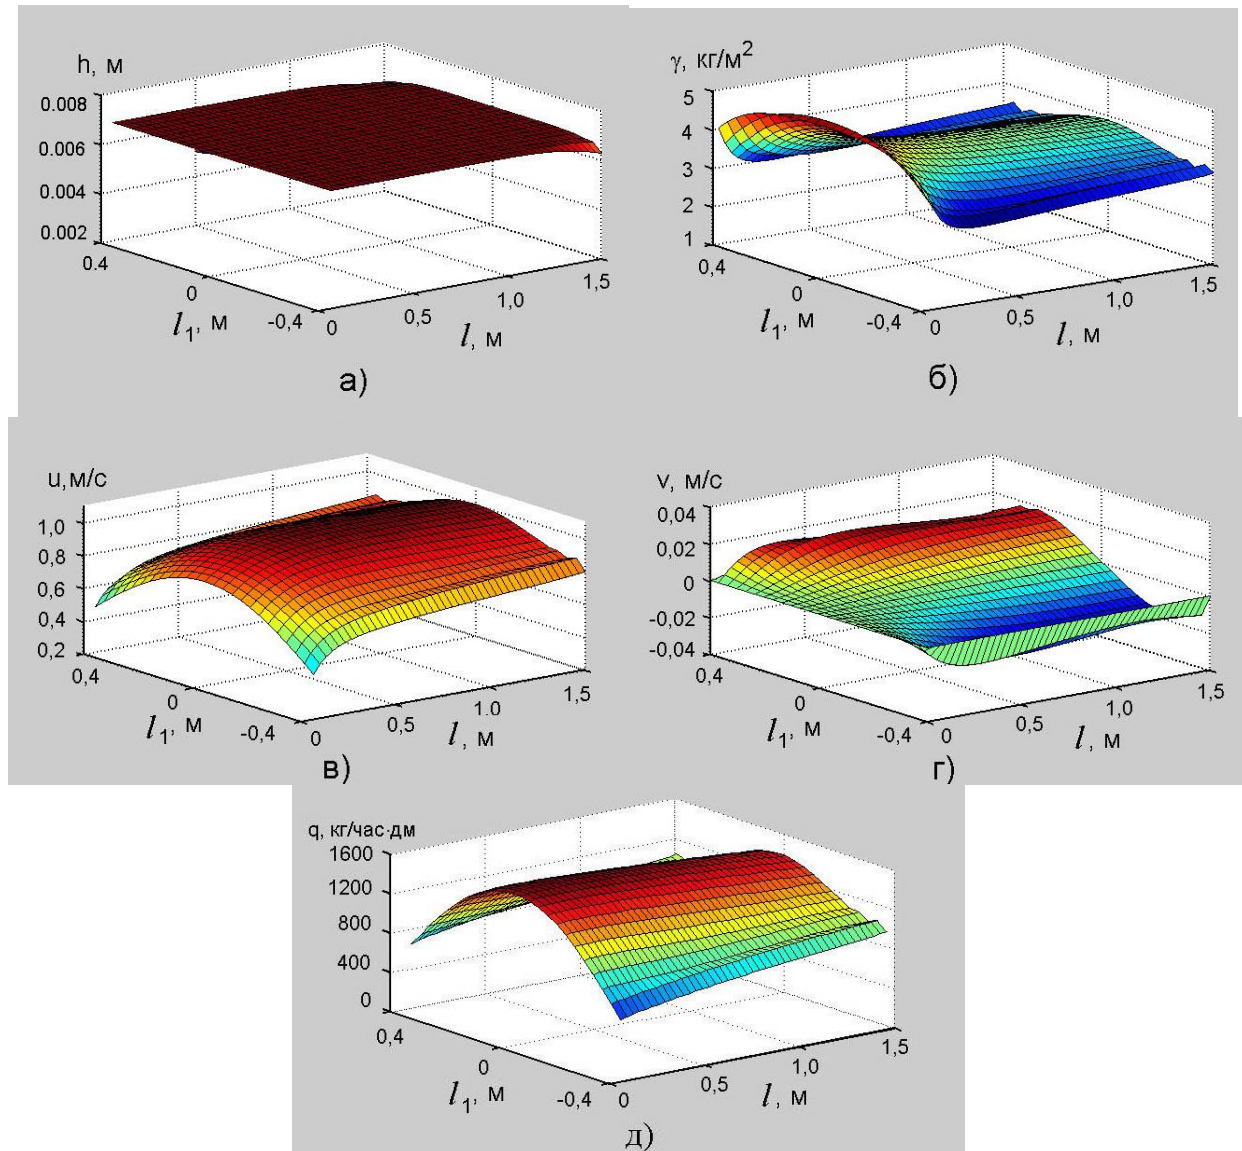 h, м
0.008
0.006
0.004
0.002
0.4
0
-0,4
l₁, м
0
0,5
1,0
1,5
l, м
а)
γ, кг/м²
5
4
3
2
1
0,4
0
-0,4
l₁, м
0
0,5
1,0
1,5
l, м
б)
u,м/с
1,0
0,8
0,6
0,4
0,2
0,4
0
-0,4
l₁, м
0
0,5
1.0
1,5
l, м
в)
v, м/с
0,04
0,02
0
-0,02
-0,04
0,4
0
-0,4
l₁, м
0
0,5
1,0
1,5
l, м
г)
q, кг/час·дм
1600
1200
800
400
0
0,4
0
-0,4
l₁, м
0
0,5
1,0
1,5
l, м
д)